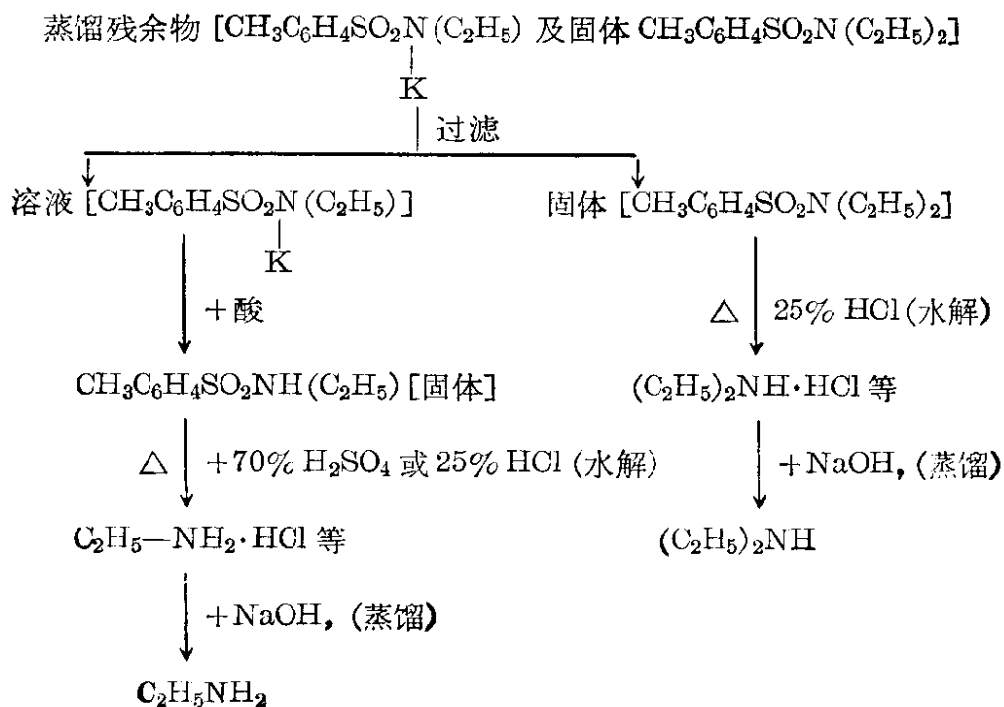 蒸馏残余物 [CH₃C₆H₄SO₂N(C₂H₅) 及固体 CH₃C₆H₄SO₂N(C₂H₅)₂]
K
过滤
溶液 [CH₃C₆H₄SO₂N(C₂H₅)] 固体 [CH₃C₆H₄SO₂N(C₂H₅)₂]
K
+酸 △ 25% HCl(水解)
CH₃C₆H₄SO₂NH(C₂H₅)[固体] (C₂H₅)₂NH·HCl 等
△ +70% H₂SO₄ 或 25% HCl (水解) +NaOH, (蒸馏)
C₂H₅—NH₂·HCl 等 (C₂H₅)₂NH
+NaOH, (蒸馏)
C₂H₅NH₂